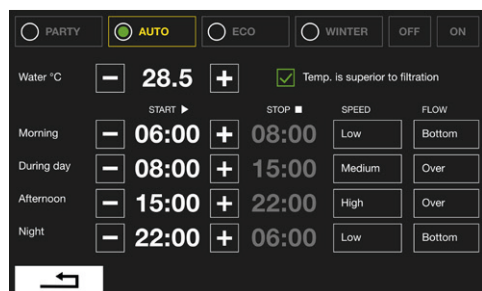 PARTY AUTO ECO WINTER OFF ON
Water °C − 28.5 + Temp. is superior to filtration
START STOP SPEED FLOW
Morning − 06:00 + 08:00 Low Bottom
During day − 08:00 + 15:00 Medium Over
Afternoon − 15:00 + 22:00 High Over
Night − 22:00 + 06:00 Low Bottom